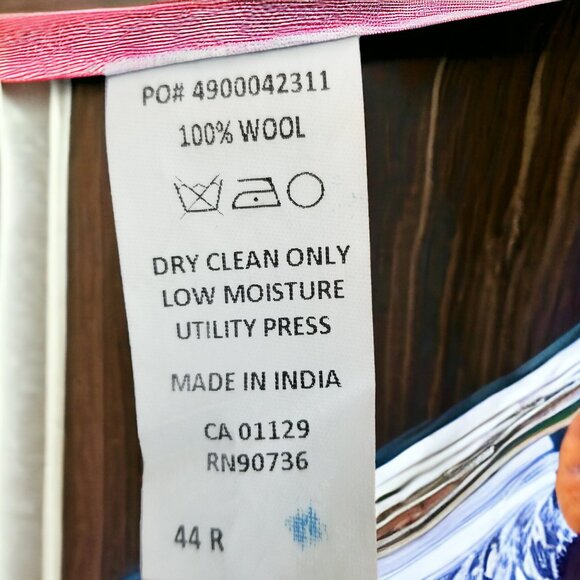 PO# 4900042311
100% WOOL
DRY CLEAN ONLY
LOW MOISTURE
UTILITY PRESS
MADE IN INDIA
CA 01129
RN90736
44 R